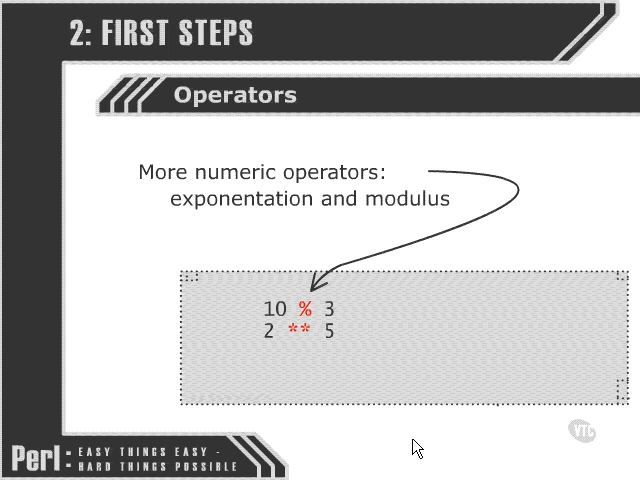 2: FIRST STEPS
Operators
More numeric operators:
exponentation and modulus
10 % 3
2 ** 5
VTC
Perl: EASY THINGS EASY -
HARD THINGS POSSIBLE